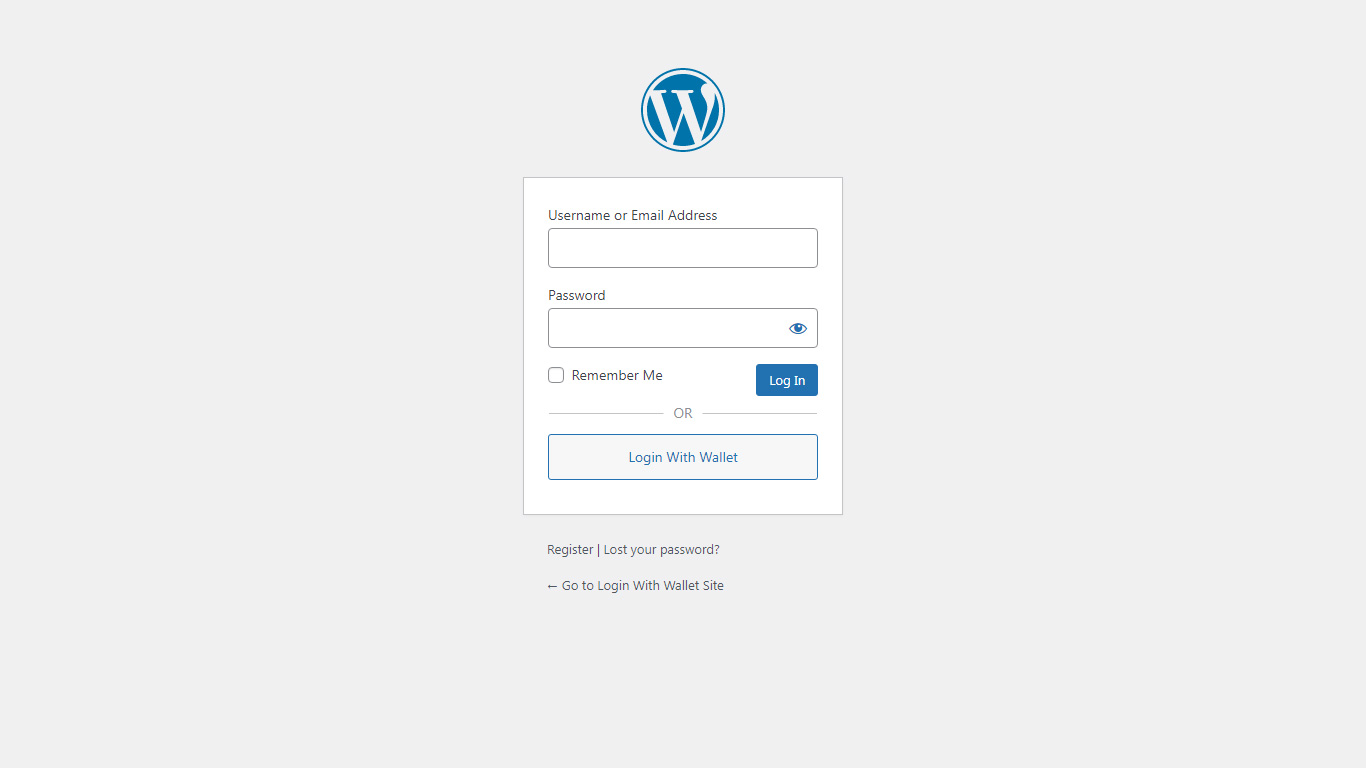 Username or Email Address
Password
Remember Me
Log In
OR
Login With Wallet
Register | Lost your password?
← Go to Login With Wallet Site